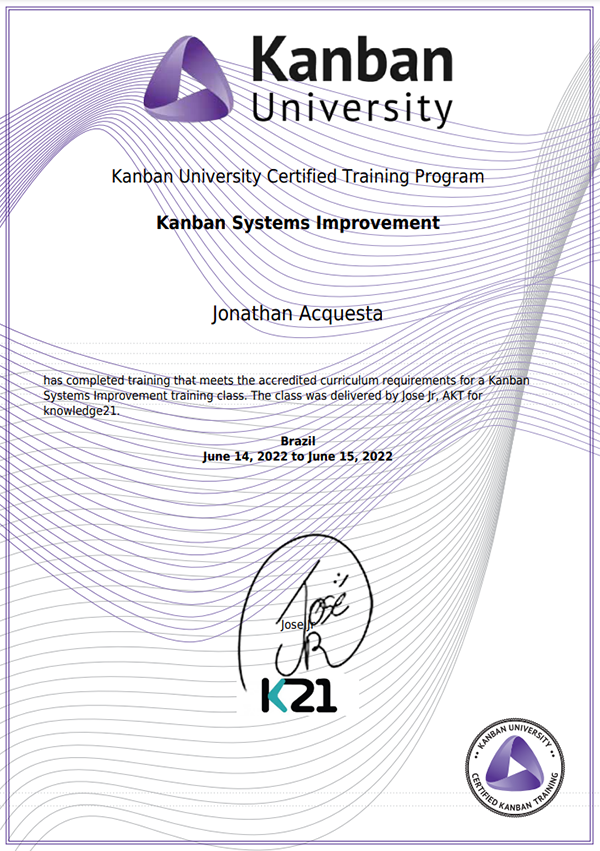 Kanban
University
Kanban University Certified Training Program
Kanban Systems Improvement
Jonathan Acquesta
has completed training that meets the accredited curriculum requirements for a Kanban
Systems Improvement training class. The class was delivered by Jose Jr, AKT for
knowledge21.
Brazil
June 14, 2022 to June 15, 2022
José
JR
Jose Jr
K21
KANBAN UNIVERSITY
CERTIFIED KANBAN TRAINING